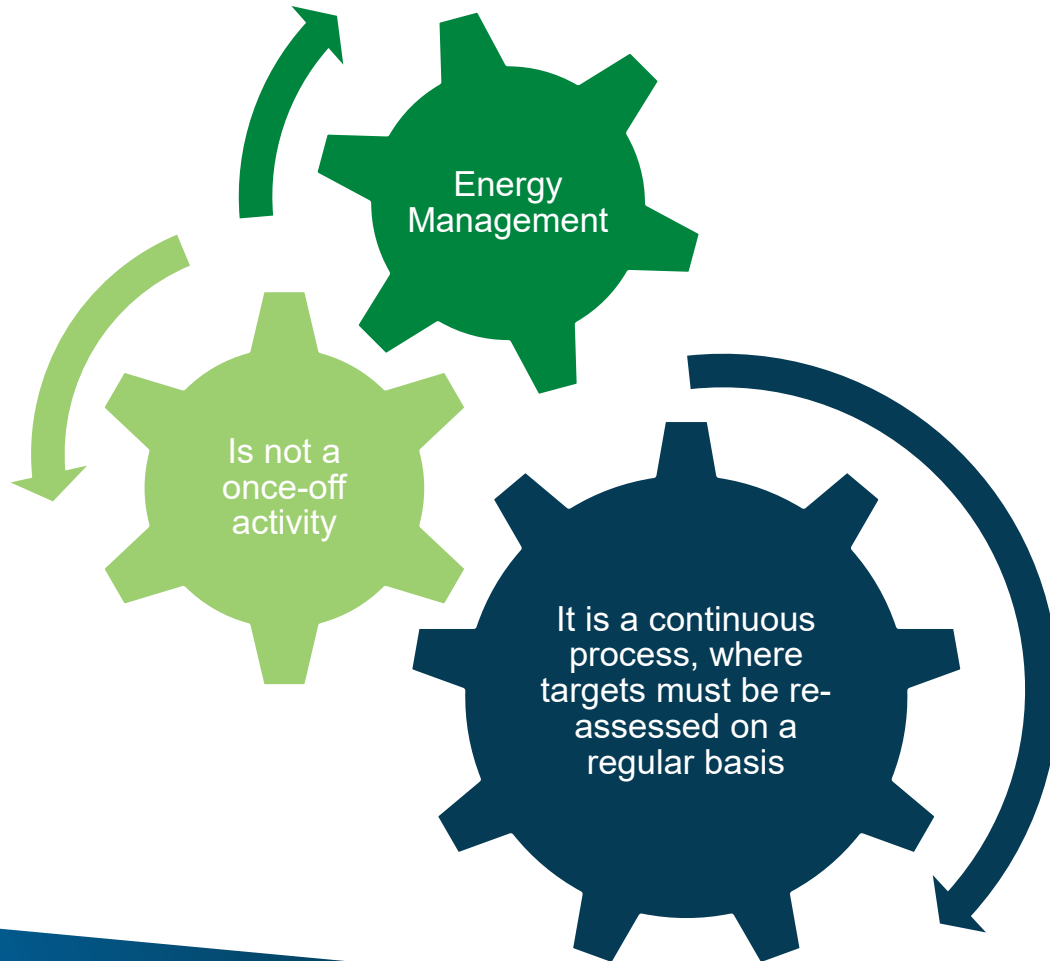 Energy
Management
Is not a
once-off
activity
It is a continuous
process, where
targets must be re-
assessed on a
regular basis